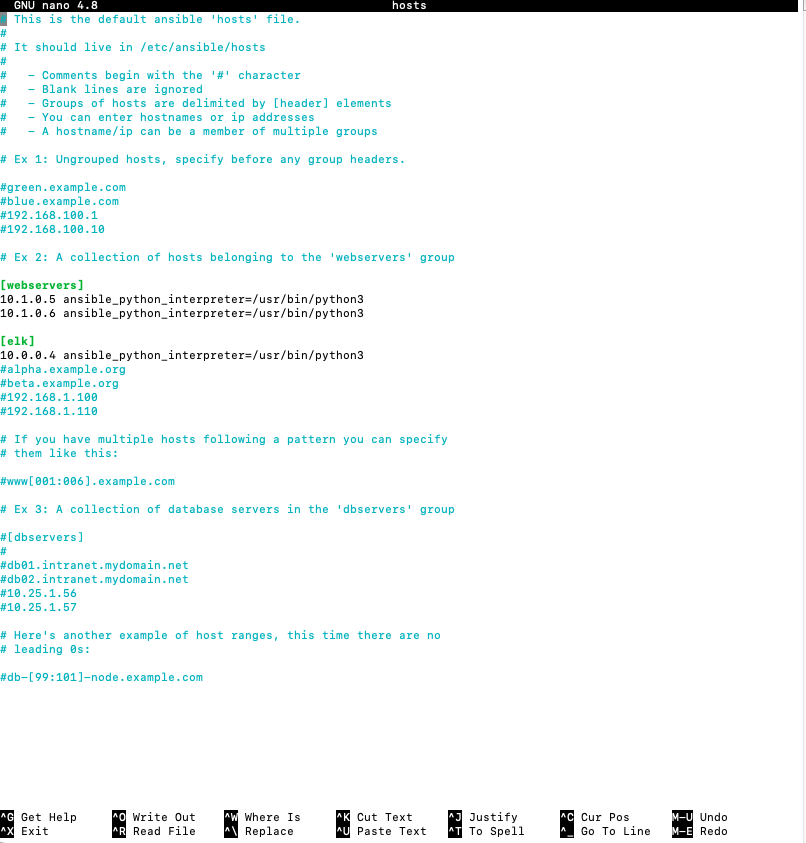 GNU nano 4.8 hosts
# This is the default ansible 'hosts' file.
#
# It should live in /etc/ansible/hosts
#
#   - Comments begin with the '#' character
#   - Blank lines are ignored
#   - Groups of hosts are delimited by [header] elements
#   - You can enter hostnames or ip addresses
#   - A hostname/ip can be a member of multiple groups
# Ex 1: Ungrouped hosts, specify before any group headers.
#green.example.com
#blue.example.com
#192.168.100.1
#192.168.100.10
# Ex 2: A collection of hosts belonging to the 'webservers' group
[webservers]
10.1.0.5 ansible_python_interpreter=/usr/bin/python3
10.1.0.6 ansible_python_interpreter=/usr/bin/python3
[elk]
10.0.0.4 ansible_python_interpreter=/usr/bin/python3
#alpha.example.org
#beta.example.org
#192.168.1.100
#192.168.1.110
# If you have multiple hosts following a pattern you can specify
# them like this:
#www[001:006].example.com
# Ex 3: A collection of database servers in the 'dbservers' group
#[dbservers]
#
#db01.intranet.mydomain.net
#db02.intranet.mydomain.net
#10.25.1.56
#10.25.1.57
# Here's another example of host ranges, this time there are no
# leading 0s:
#db-[99:101]-node.example.com
^G Get Help ^O Write Out ^W Where Is ^K Cut Text ^J Justify ^C Cur Pos M-U Undo
^X Exit ^R Read File ^\ Replace ^U Paste Text ^T To Spell ^_ Go To Line M-E Redo